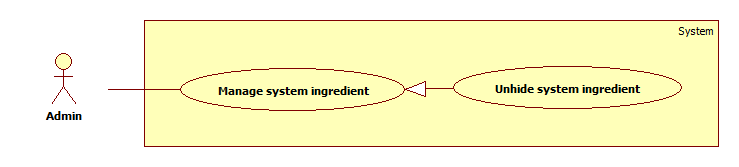 System
Manage system ingredient
Unhide system ingredient
Admin